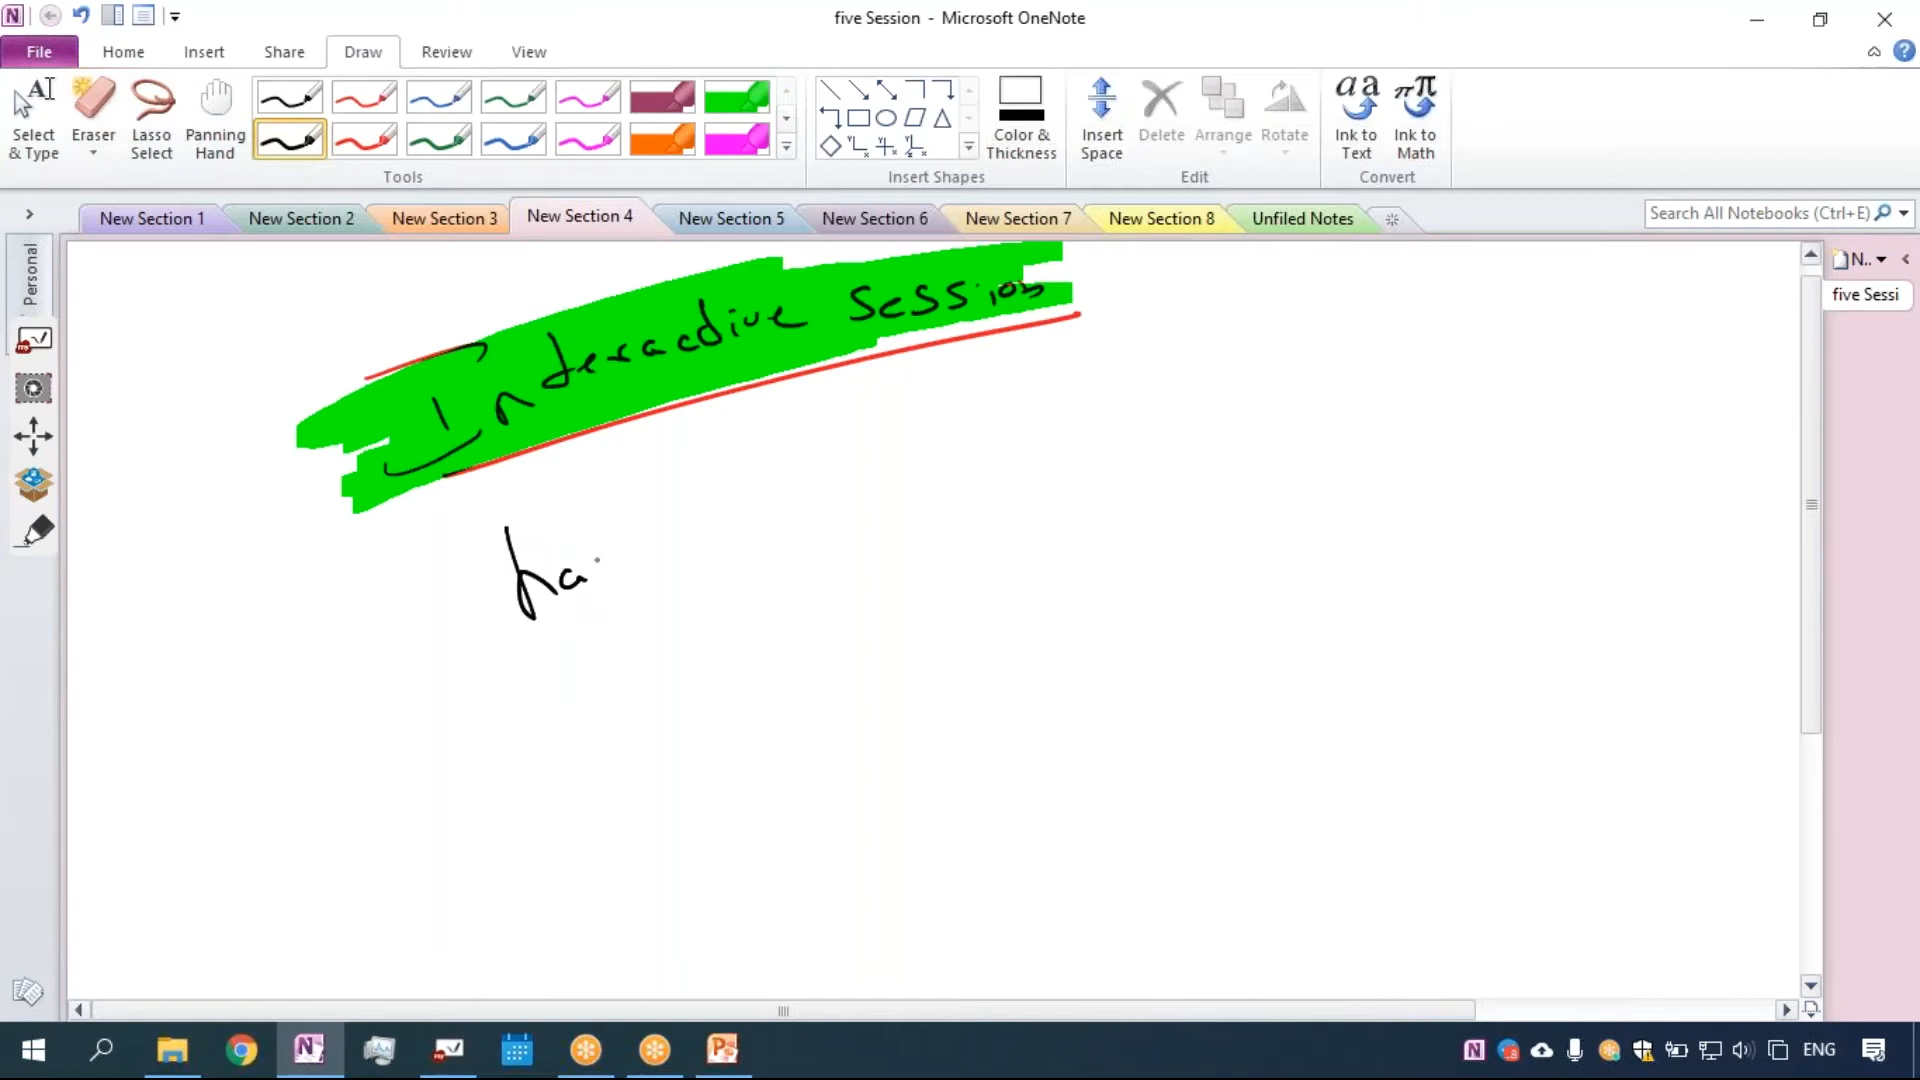 five Session - Microsoft OneNote
File Home Insert Share Draw Review View
Select & Type
Eraser
Lasso Select
Panning Hand
Color & Thickness
Insert Space
Delete
Arrange
Rotate
Ink to Text
Ink to Math
Tools
Insert Shapes
Edit
Convert
New Section 1 New Section 2 New Section 3 New Section 4 New Section 5 New Section 6 New Section 7 New Section 8 Unfiled Notes
Search All Notebooks (Ctrl+E)
Personal
N..
five Sessi
Interactive Session
ha
ENG